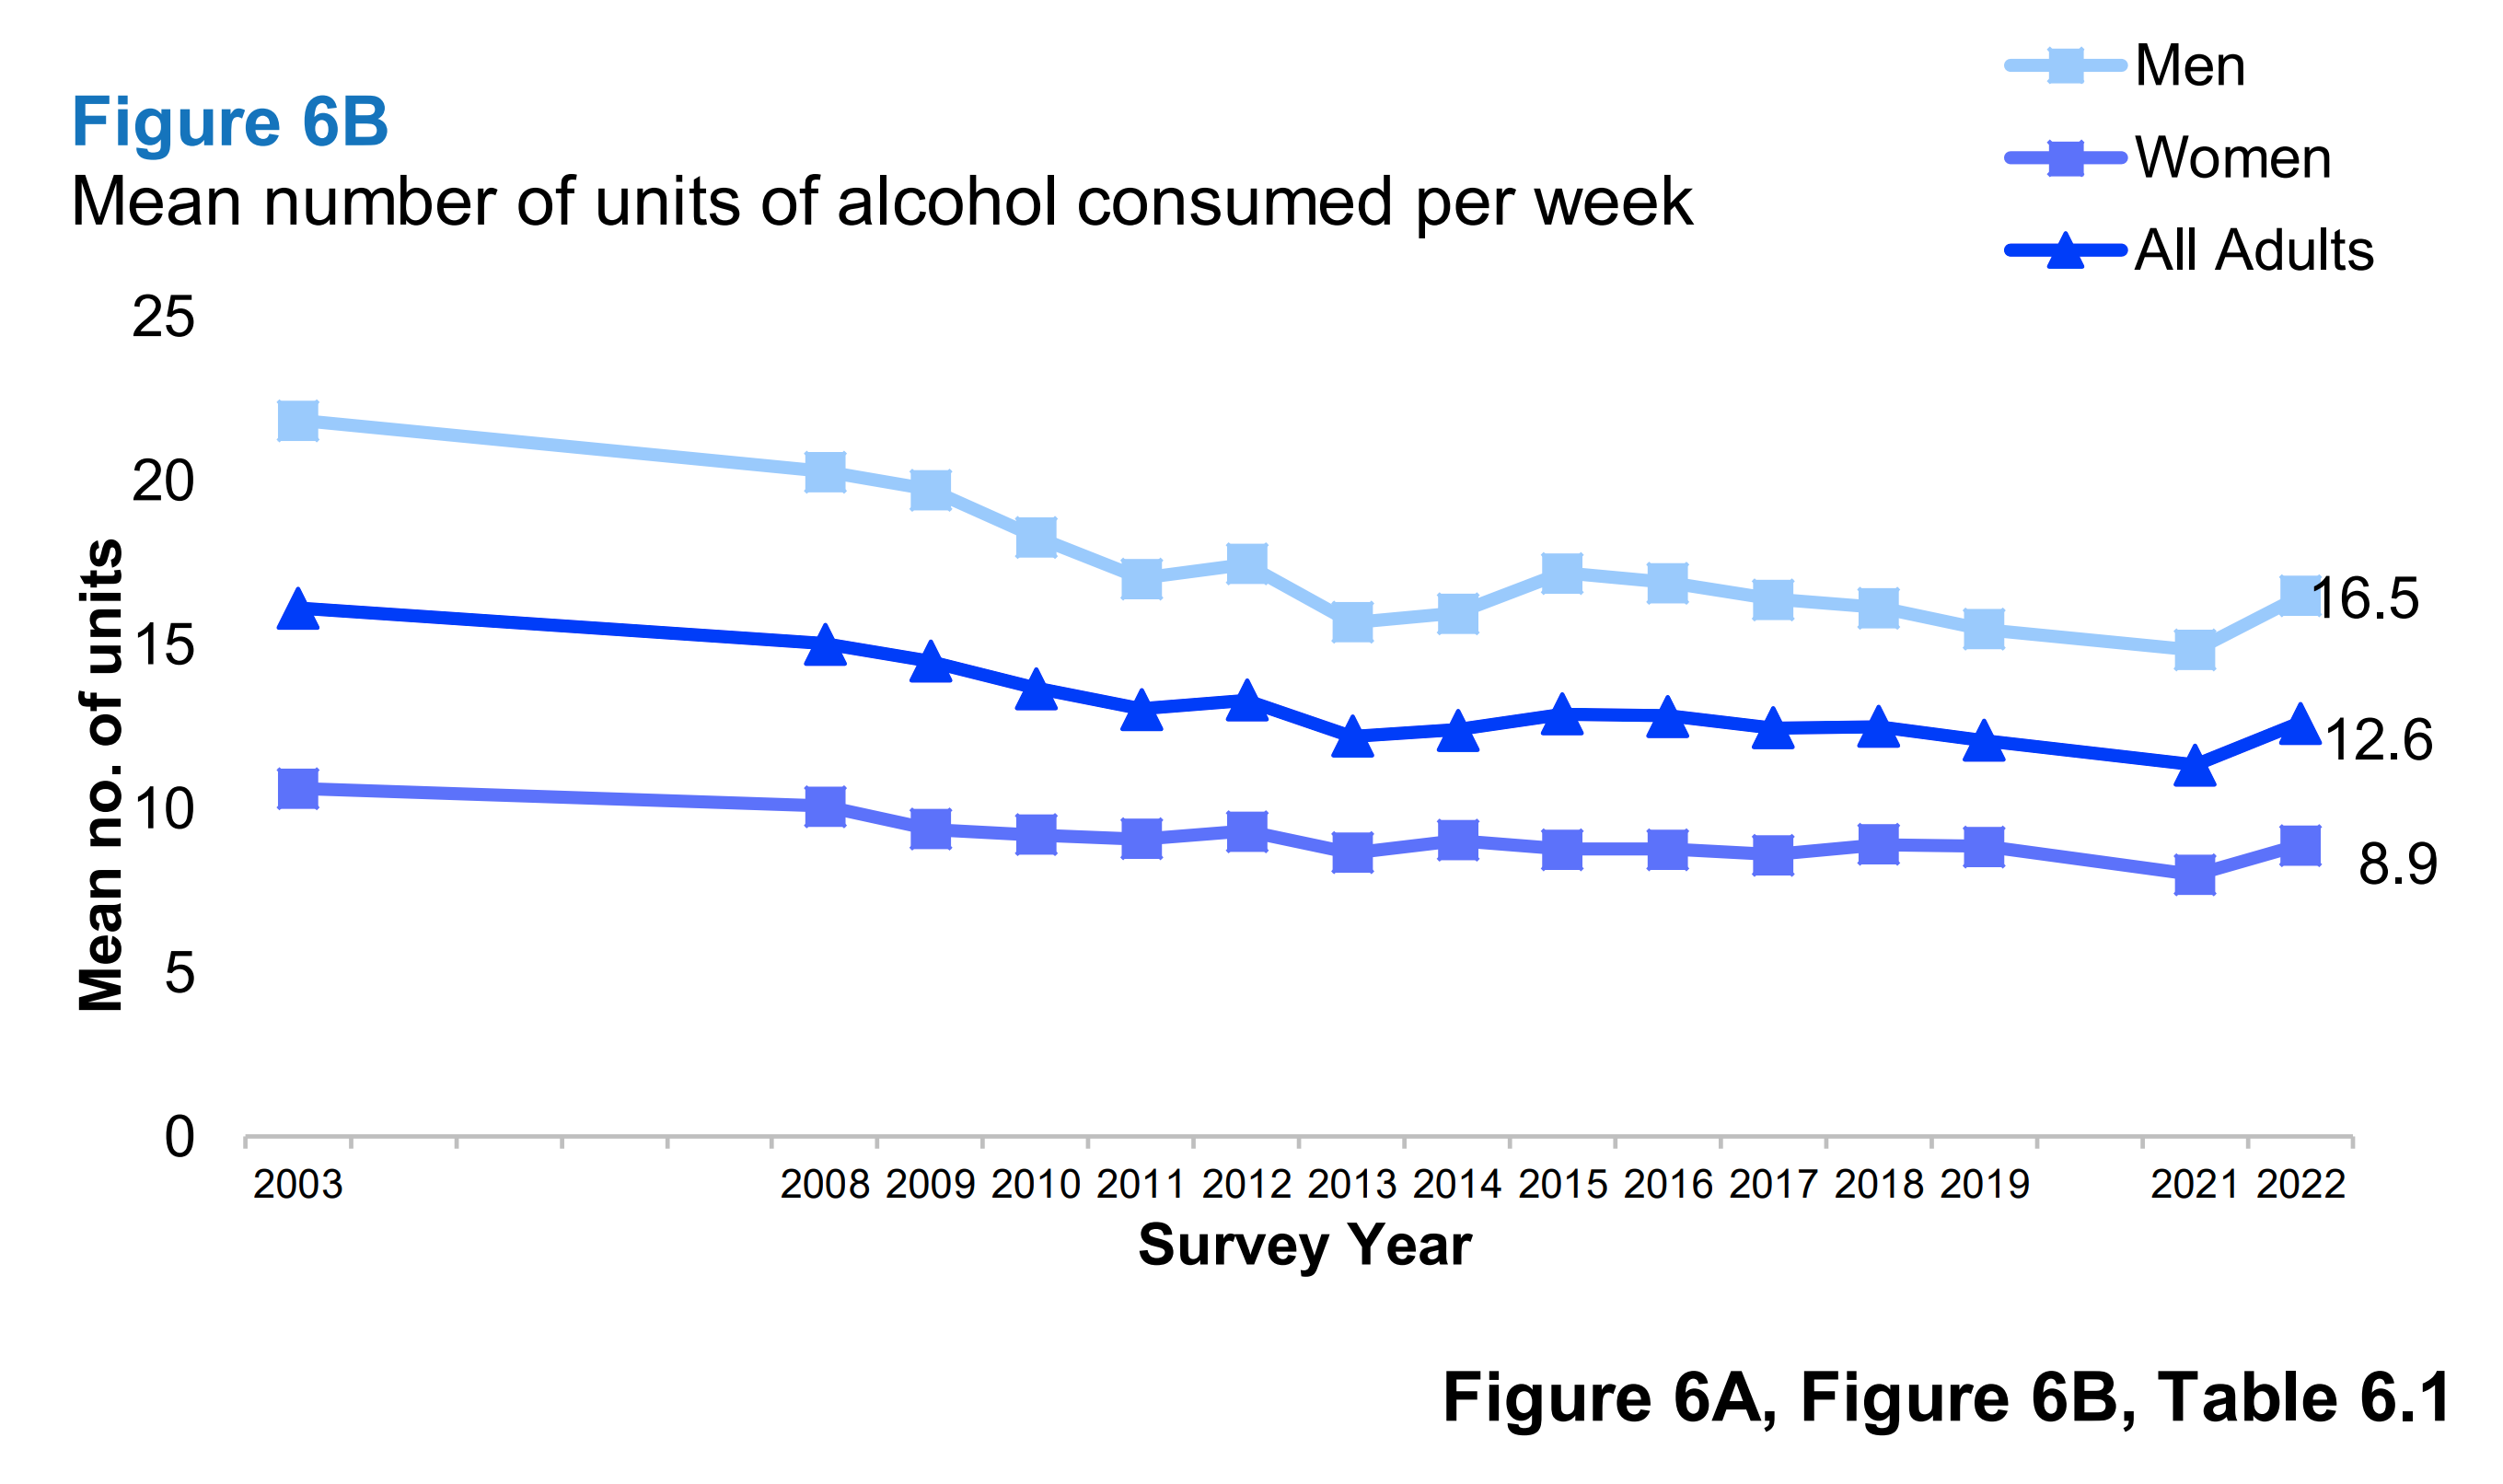 Men
Figure 6B
Women
Mean number of units of alcohol consumed per week
All Adults
25
20
15
10
5
0
Mean no. of units
16.5
12.6
8.9
2003 2008 2009 2010 2011 2012 2013 2014 2015 2016 2017 2018 2019 2021 2022
Survey Year
Figure 6A, Figure 6B, Table 6.1